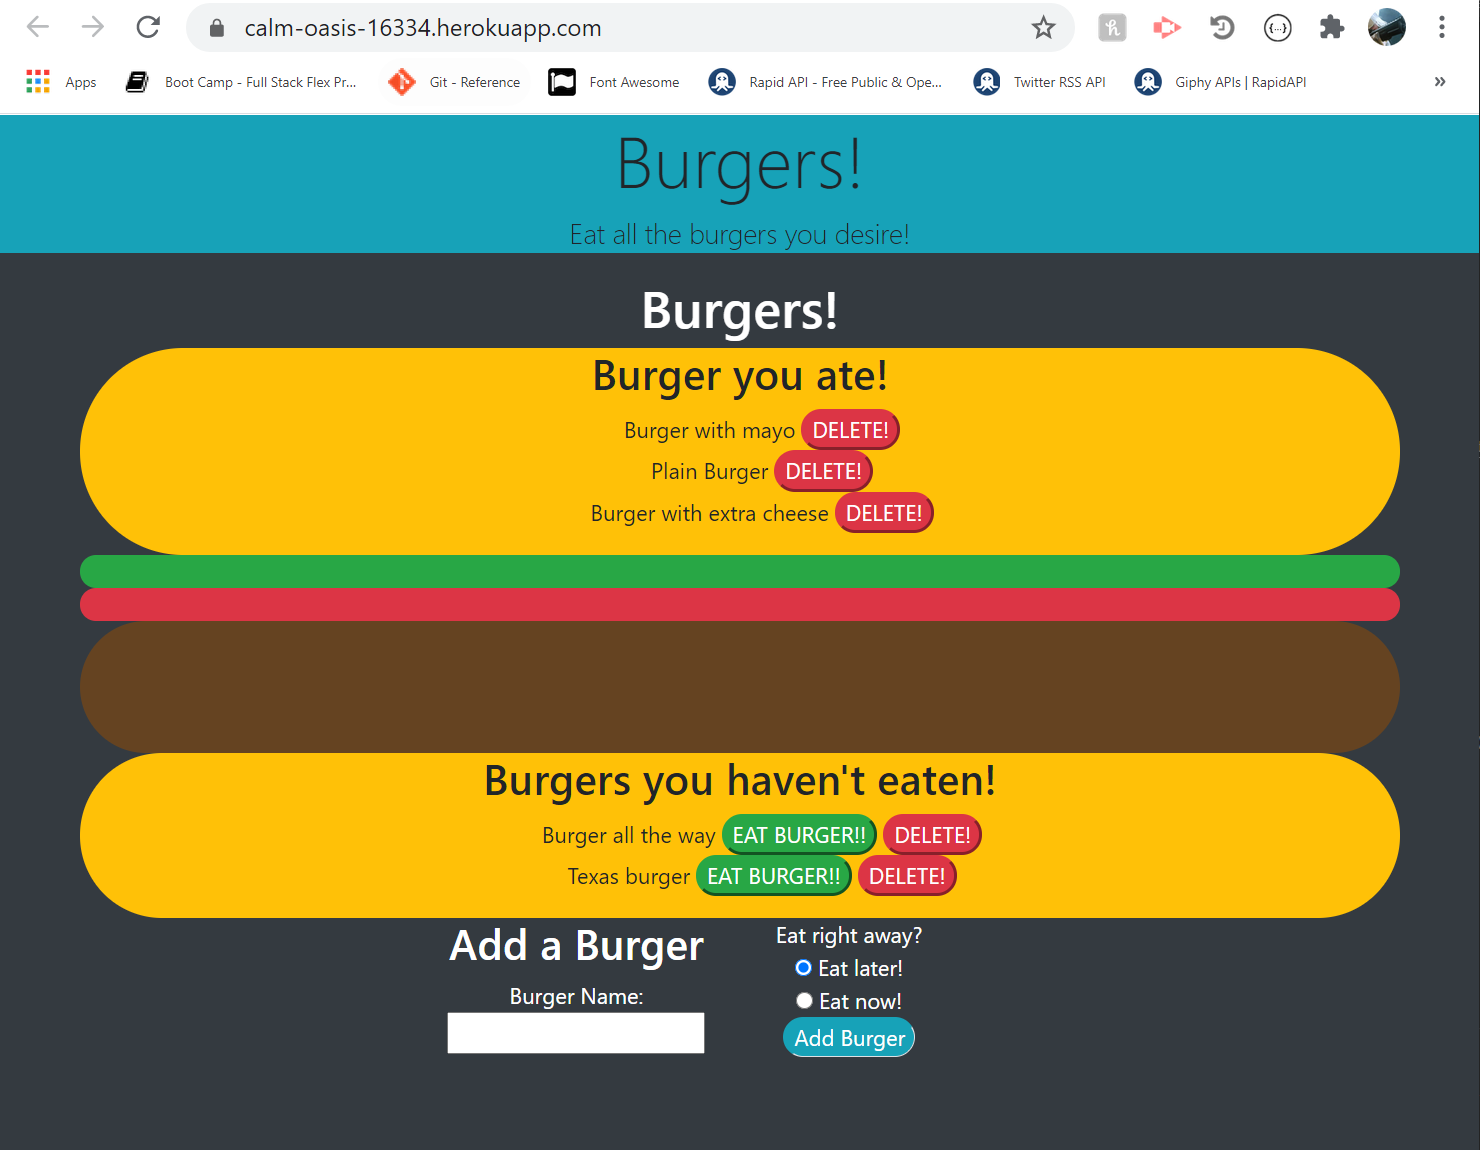 calm-oasis-16334.herokuapp.com
Apps Boot Camp - Full Stack Flex Pr... Git - Reference Font Awesome Rapid API - Free Public & Ope... Twitter RSS API Giphy APIs | RapidAPI »
Burgers!
Eat all the burgers you desire!
Burgers!
Burger you ate!
Burger with mayo DELETE!
Plain Burger DELETE!
Burger with extra cheese DELETE!
Burgers you haven't eaten!
Burger all the way EAT BURGER!! DELETE!
Texas burger EAT BURGER!! DELETE!
Add a Burger
Burger Name:
Eat right away?
Eat later!
Eat now!
Add Burger